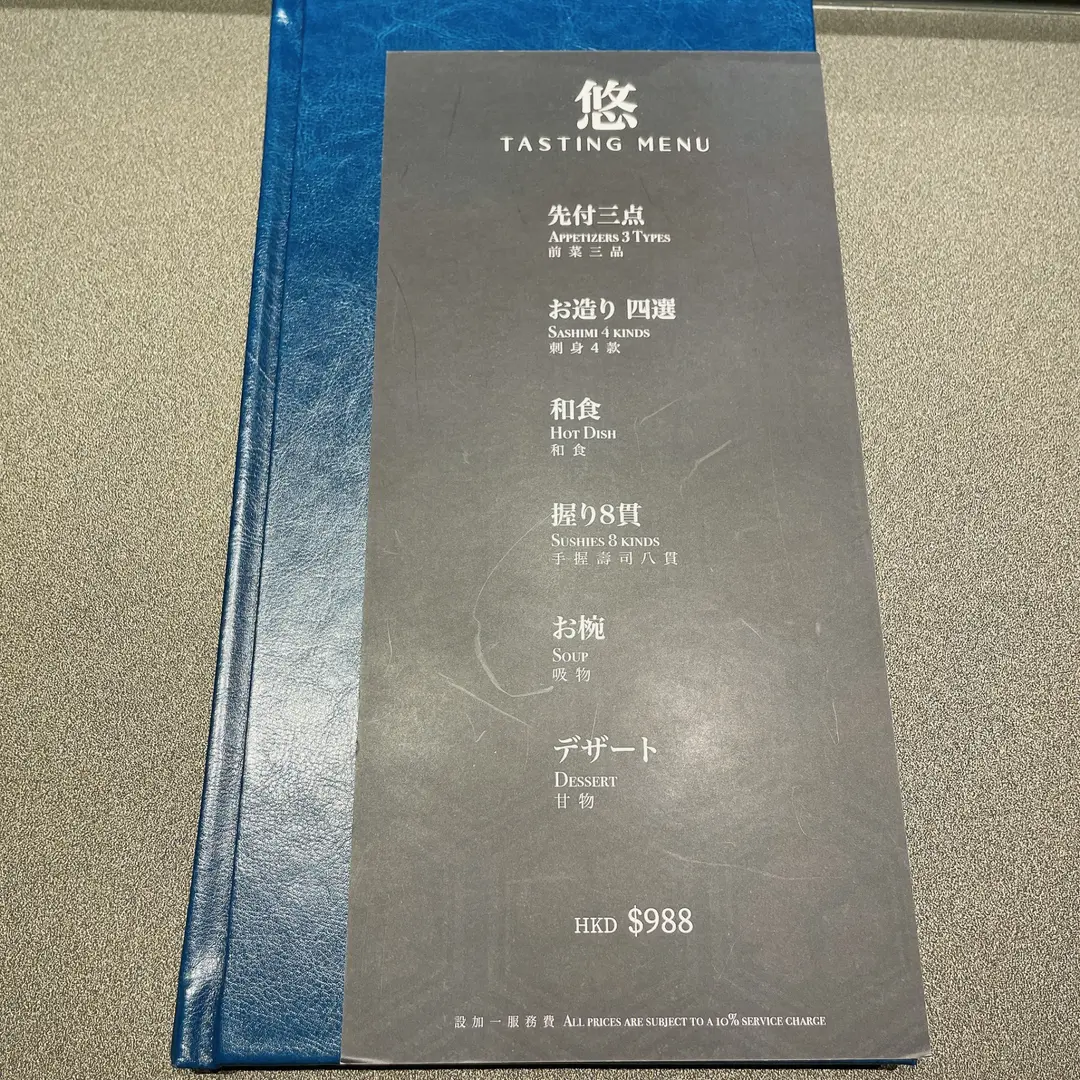 悠
TASTING MENU
先付三点
APPETIZERS 3 TYPES
前菜三品
お造り 四選
SASHIMI 4 KINDS
刺身4款
和食
HOT DISH
和食
握り8貫
SUSHIES 8 KINDS
手握壽司八貫
お椀
SOUP
吸物
デザート
DESSERT
甘物
HKD $988
設加一服務費 ALL PRICES ARE SUBJECT TO A 10% SERVICE CHARGE